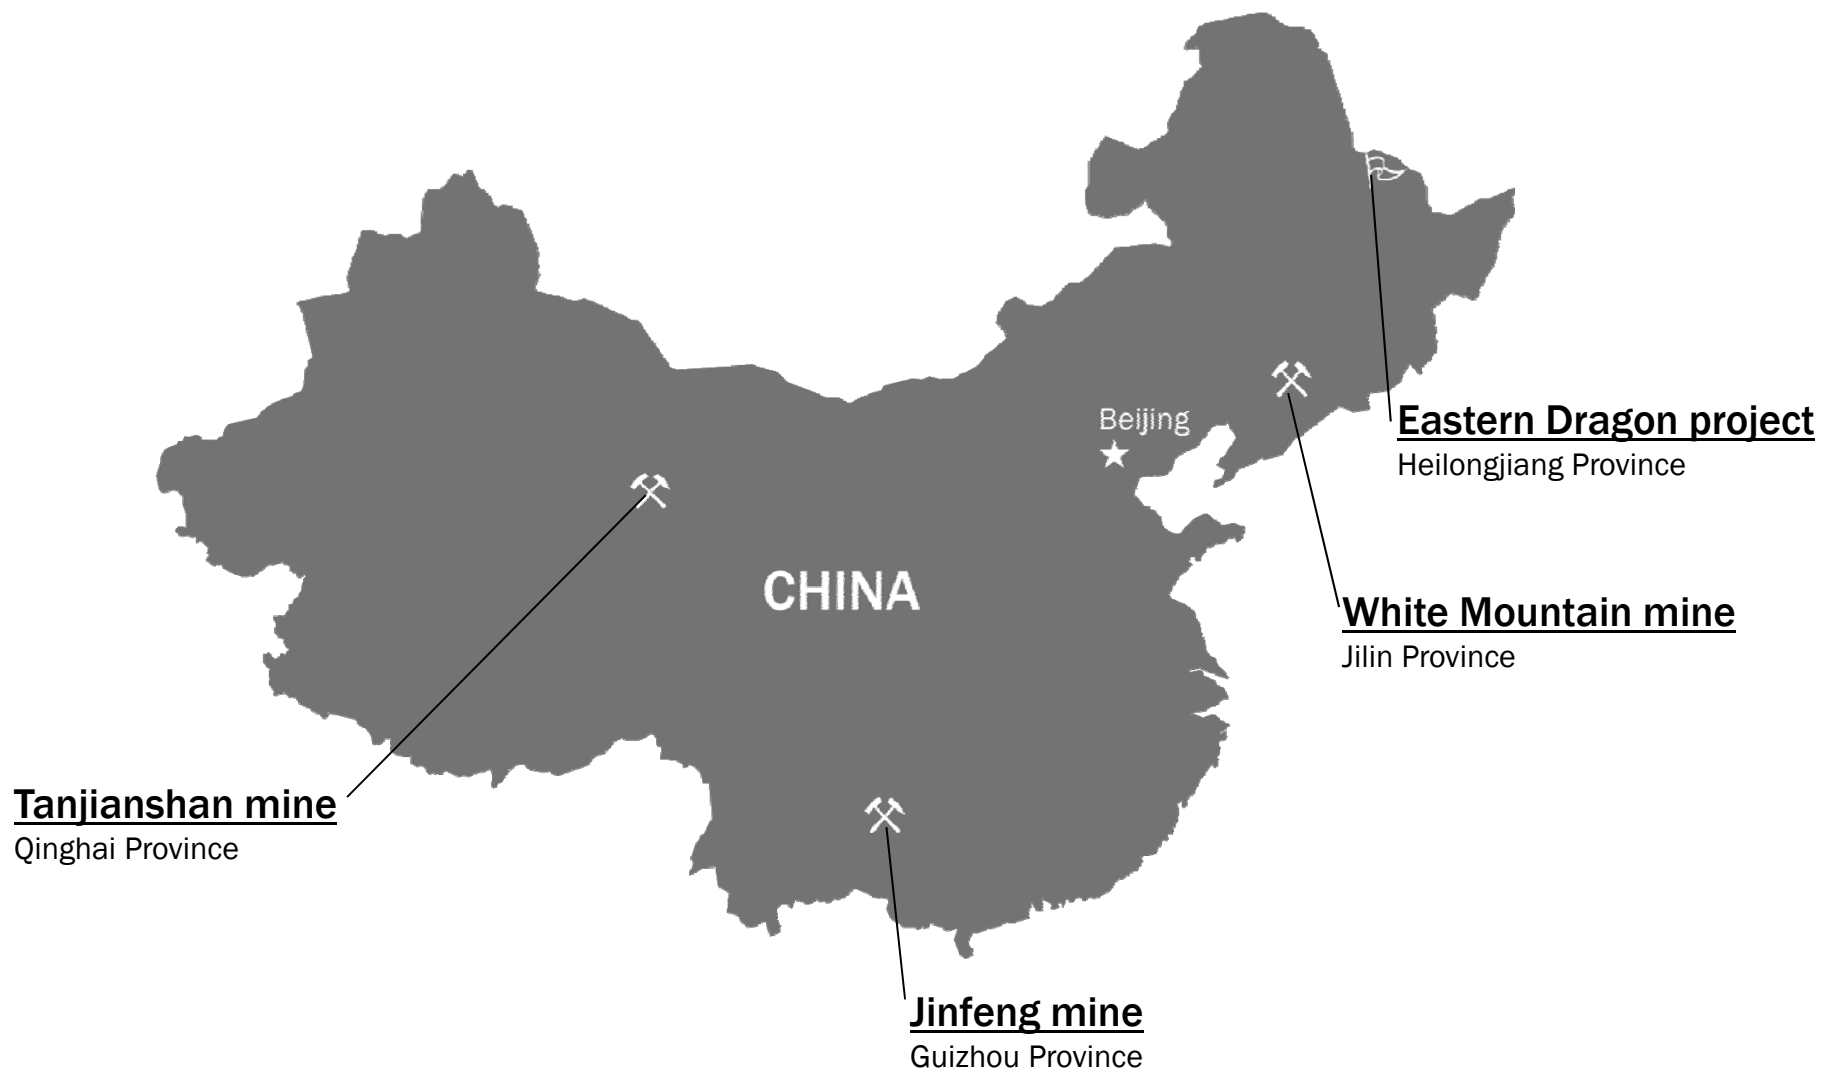 Beijing
Eastern Dragon project
Heilongjiang Province
CHINA
White Mountain mine
Jilin Province
Tanjianshan mine
Qinghai Province
Jinfeng mine
Guizhou Province